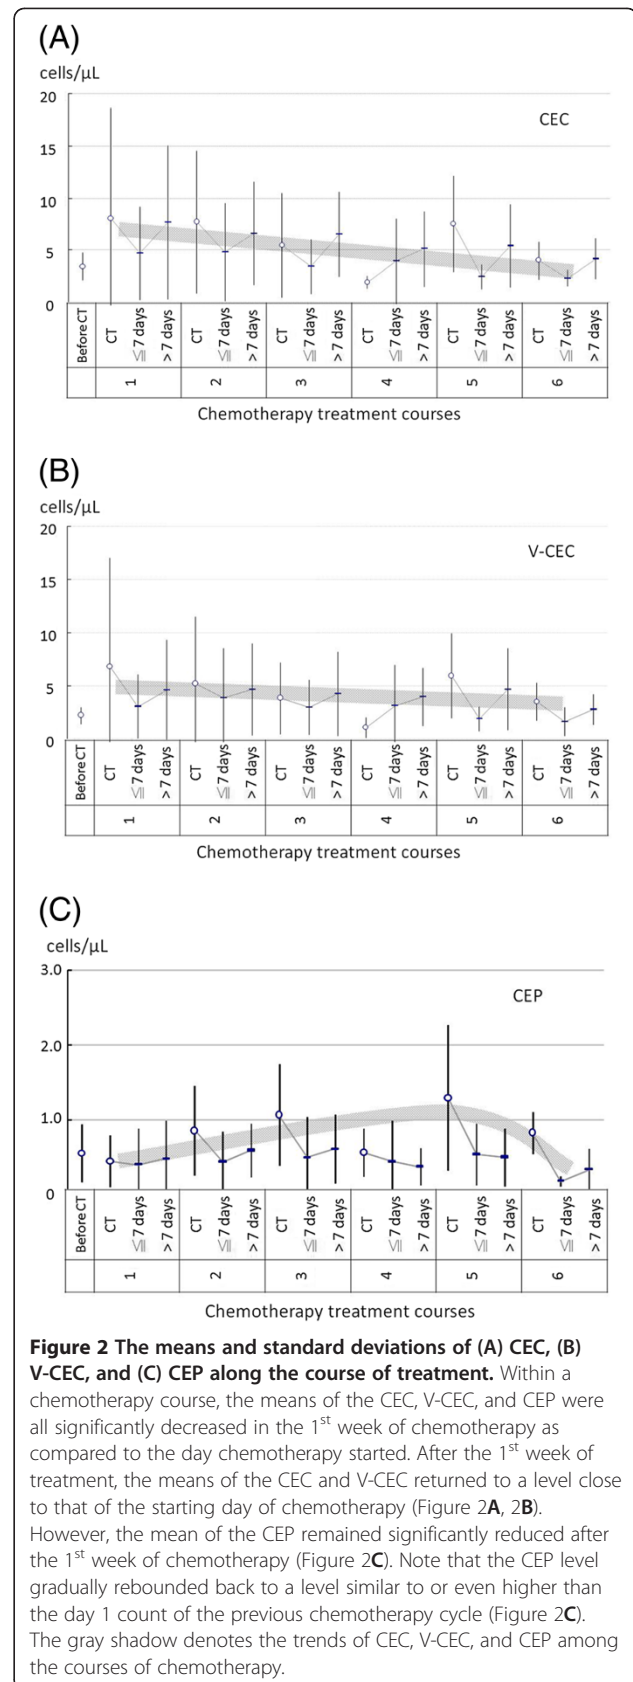 (A)
cells/μL
20
CEC
15
10
5
0
Before CT
CT
≦7 days
> 7 days
CT
≦7 days
> 7 days
CT
≦7 days
> 7 days
CT
≦7 days
> 7 days
CT
≦7 days
> 7 days
CT
≦7 days
> 7 days
1
2
3
4
5
6
Chemotherapy treatment courses
(B)
cells/μL
20
V-CEC
15
10
5
0
Before CT
CT
≦7 days
> 7 days
CT
≦7 days
> 7 days
CT
≦7 days
> 7 days
CT
≦7 days
> 7 days
CT
≦7 days
> 7 days
CT
≦7 days
> 7 days
1
2
3
4
5
6
Chemotherapy treatment courses
(C)
cells/μL
3.0
CEP
2.0
1.0
0
Before CT
CT
≦7 days
> 7 days
CT
≦7 days
> 7 days
CT
≦7 days
> 7 days
CT
≦7 days
> 7 days
CT
≦7 days
> 7 days
CT
≦7 days
> 7 days
1
2
3
4
5
6
Chemotherapy treatment courses
Figure 2 The means and standard deviations of (A) CEC, (B)
V-CEC, and (C) CEP along the course of treatment. Within a
chemotherapy course, the means of the CEC, V-CEC, and CEP were
all significantly decreased in the 1st week of chemotherapy as
compared to the day chemotherapy started. After the 1st week of
treatment, the means of the CEC and V-CEC returned to a level close
to that of the starting day of chemotherapy (Figure 2A, 2B).
However, the mean of the CEP remained significantly reduced after
the 1st week of chemotherapy (Figure 2C). Note that the CEP level
gradually rebounded back to a level similar to or even higher than
the day 1 count of the previous chemotherapy cycle (Figure 2C).
The gray shadow denotes the trends of CEC, V-CEC, and CEP among
the courses of chemotherapy.